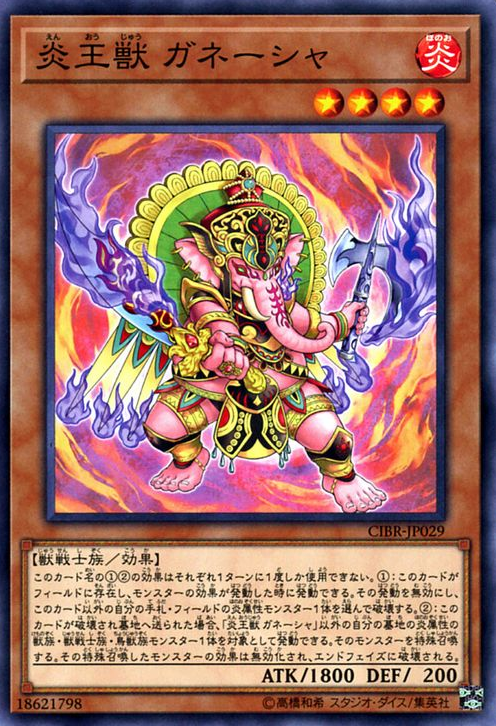 炎王獣 ガネーシャ
炎
CIBR-JP029
【獣戦士族/効果】
このカード名の①②の効果はそれぞれ1ターンに1度しか使用できない。①:このカードが
フィールドに存在し、モンスターの効果が発動した時に発動できる。その発動を無効にし、
このカード以外の自分の手札・フィールドの炎属性モンスター1体を選んで破壊する。②:こ
のカードが破壊され墓地へ送られた場合、「炎王獣 ガネーシャ」以外の自分の墓地の炎属性の
獣族・獣戦士族・鳥獣族モンスター1体を対象として発動できる。そのモンスターを特殊召喚
する。その特殊召喚したモンスターの効果は無効化され、エンドフェイズに破壊される。
ATK/1800 DEF/ 200
18621798
©高橋和希 スタジオ・ダイス/集英社